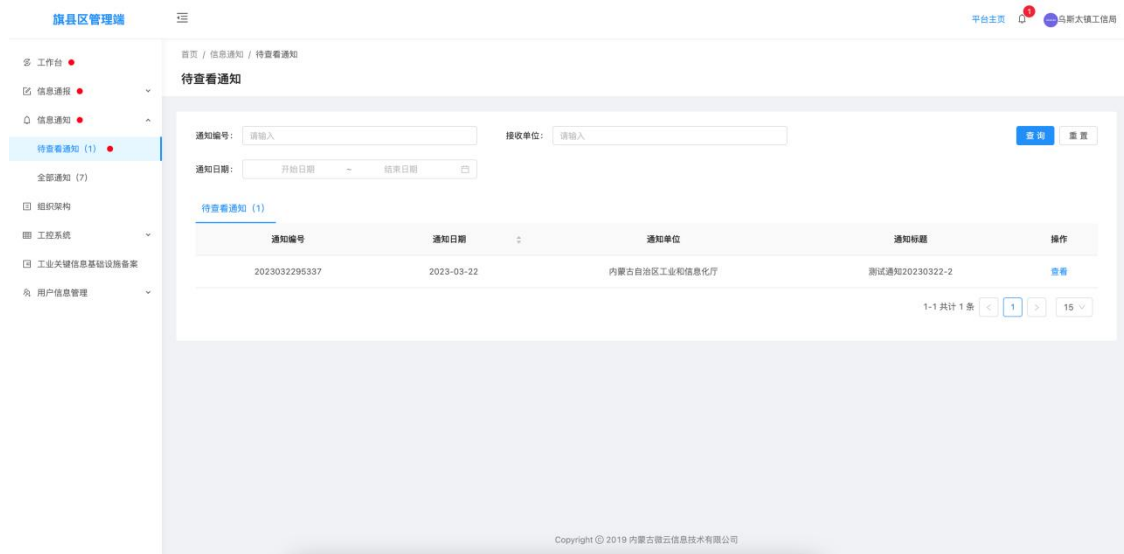 旗县区管理端
平台主页 1 乌斯太镇工信局
工作台
信息通报
信息通知
待查看通知（1）
全部通知（7）
组织架构
工控系统
工业关键信息基础设施备案
用户信息管理
首页 / 信息通知 / 待查看通知
待查看通知
通知编号： 请输入 接收单位： 请输入 查 询 重 置
通知日期： 开始日期 ~ 结束日期
待查看通知（1）
通知编号 通知日期 通知单位 通知标题 操作
2023032295337 2023-03-22 内蒙古自治区工业和信息化厅 测试通知20230322-2 查看
1-1 共计 1 条 < 1 > 15
Copyright © 2019 内蒙古微云信息技术有限公司